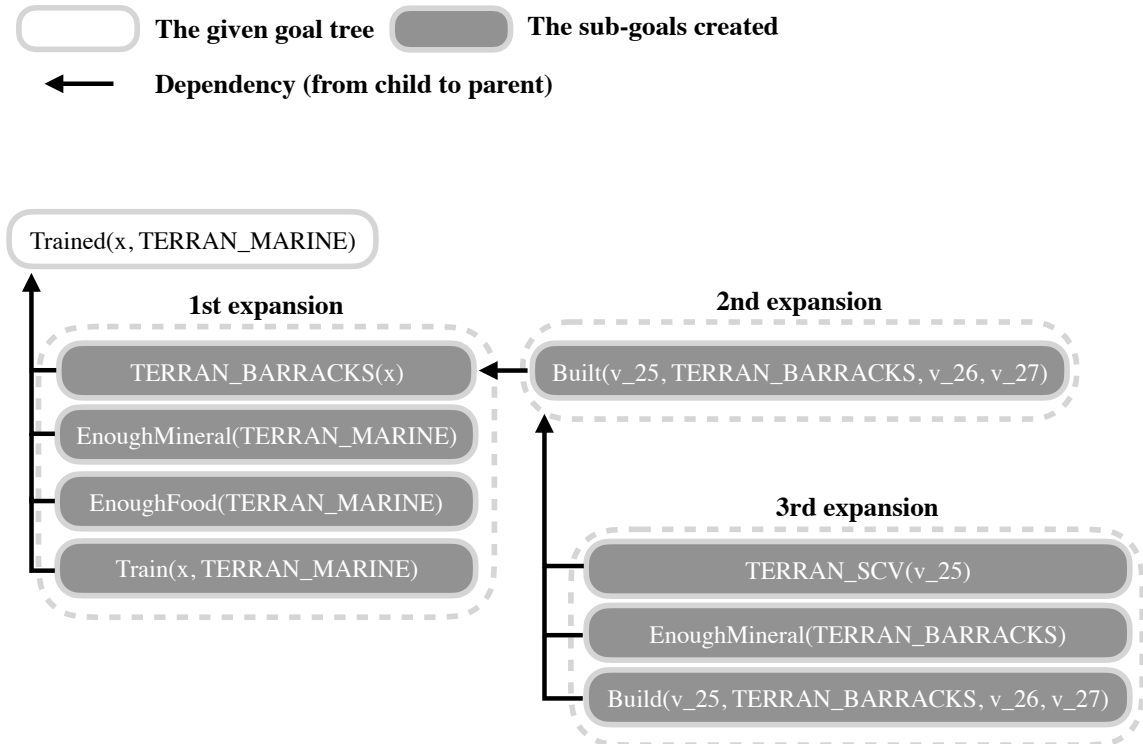 The given goal tree
The sub-goals created
Dependency (from child to parent)
Trained(x, TERRAN_MARINE)
1st expansion
TERRAN_BARRACKS(x)
EnoughMineral(TERRAN_MARINE)
EnoughFood(TERRAN_MARINE)
Train(x, TERRAN_MARINE)
2nd expansion
Built(v_25, TERRAN_BARRACKS, v_26, v_27)
3rd expansion
TERRAN_SCV(v_25)
EnoughMineral(TERRAN_BARRACKS)
Build(v_25, TERRAN_BARRACKS, v_26, v_27)